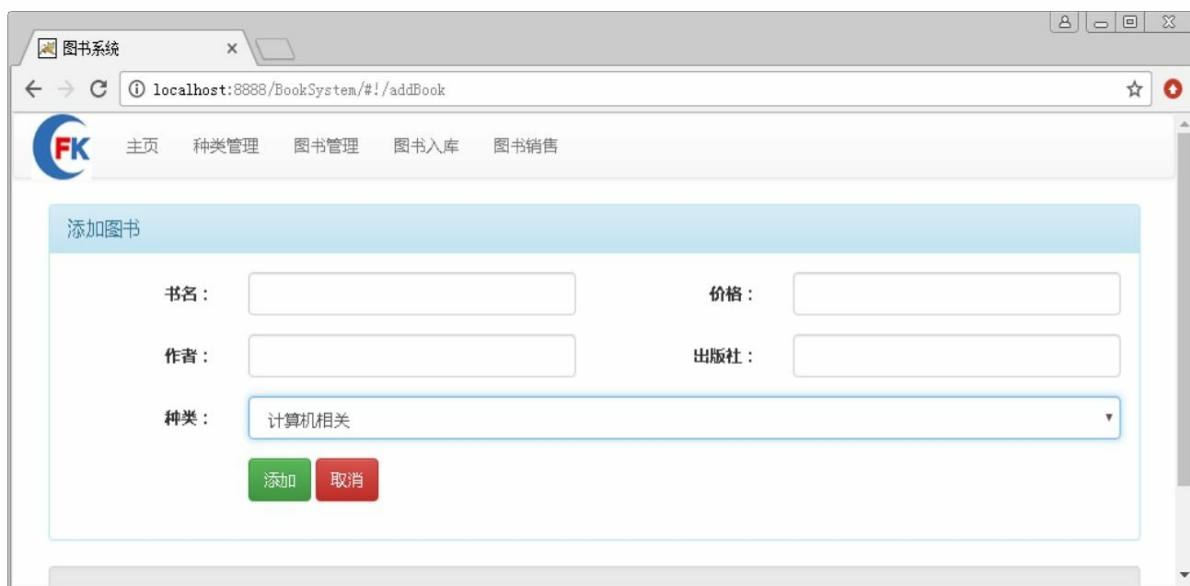 图书系统
localhost:8888/BookSystem/#!/addBook
FK 主页 种类管理 图书管理 图书入库 图书销售
添加图书
书名： 价格：
作者： 出版社：
种类： 计算机相关
添加 取消